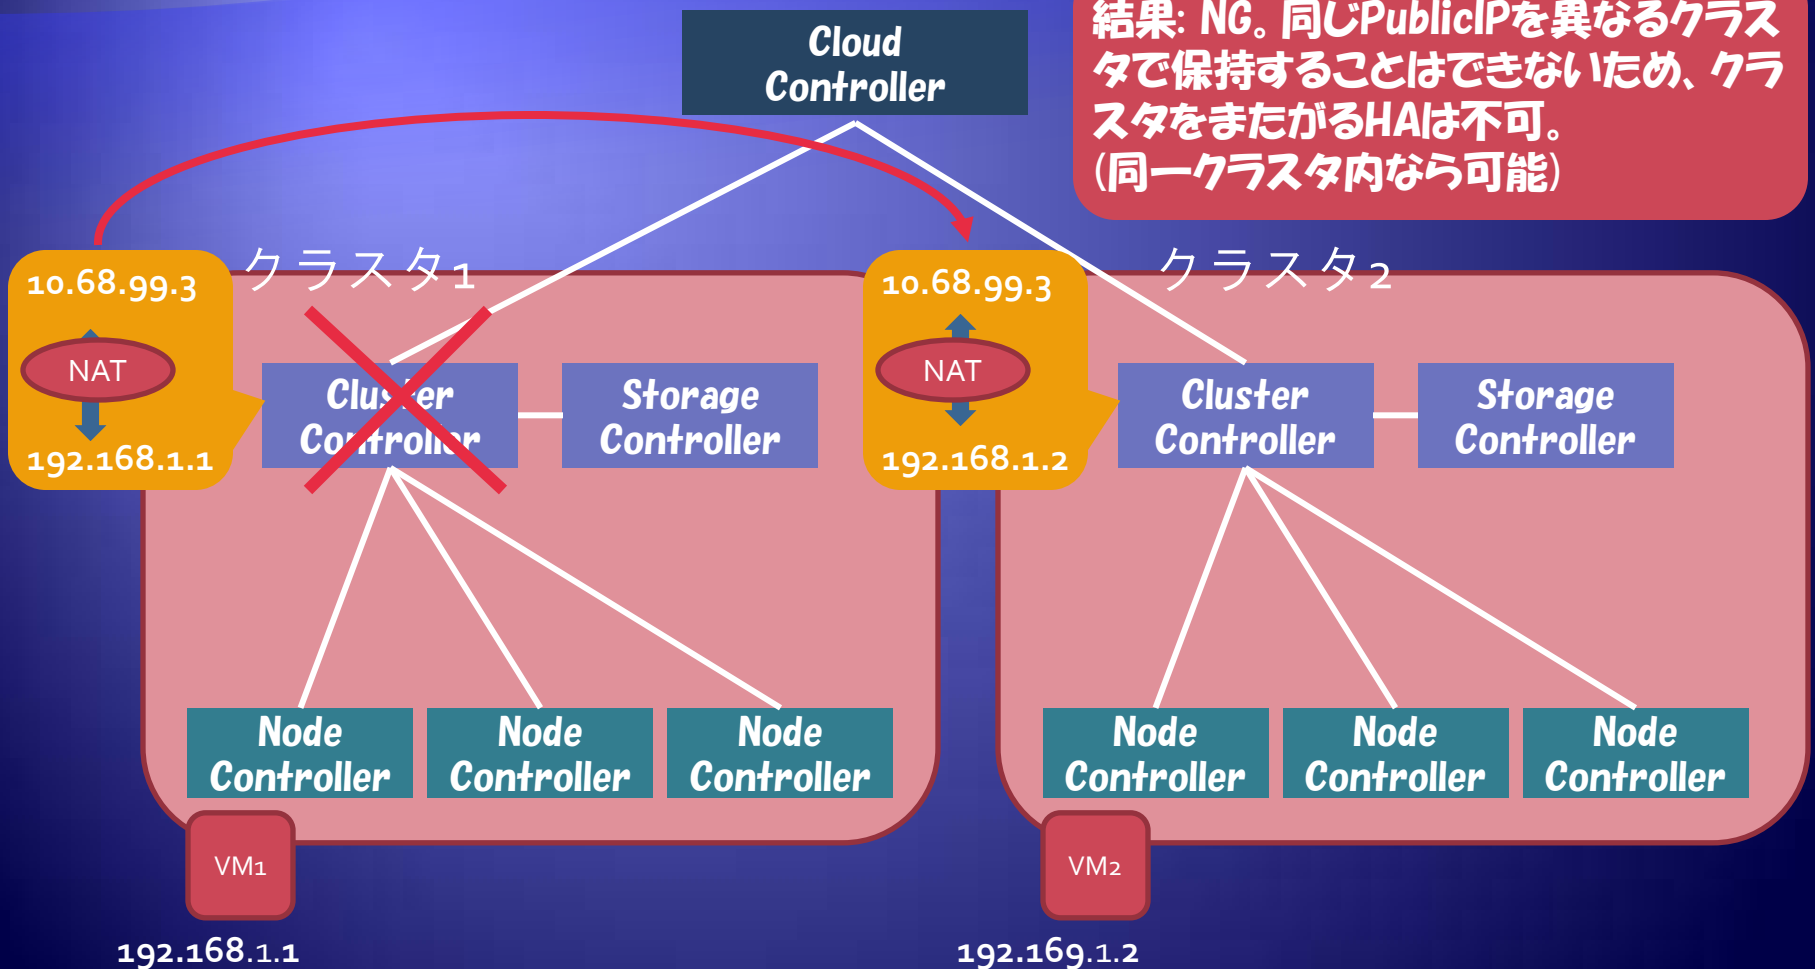 Cloud
Controller
結果: NG。同じPublicIPを異なるクラス
タで保持することはできないため、クラ
スタをまたがるHAは不可。
(同一クラスタ内なら可能)
クラスタ1
クラスタ2
10.68.99.3
NAT
192.168.1.1
Cluster
Controller
Storage
Controller
10.68.99.3
NAT
192.168.1.2
Cluster
Controller
Storage
Controller
Node
Controller
Node
Controller
Node
Controller
Node
Controller
Node
Controller
Node
Controller
VM1
VM2
192.168.1.1
192.169.1.2